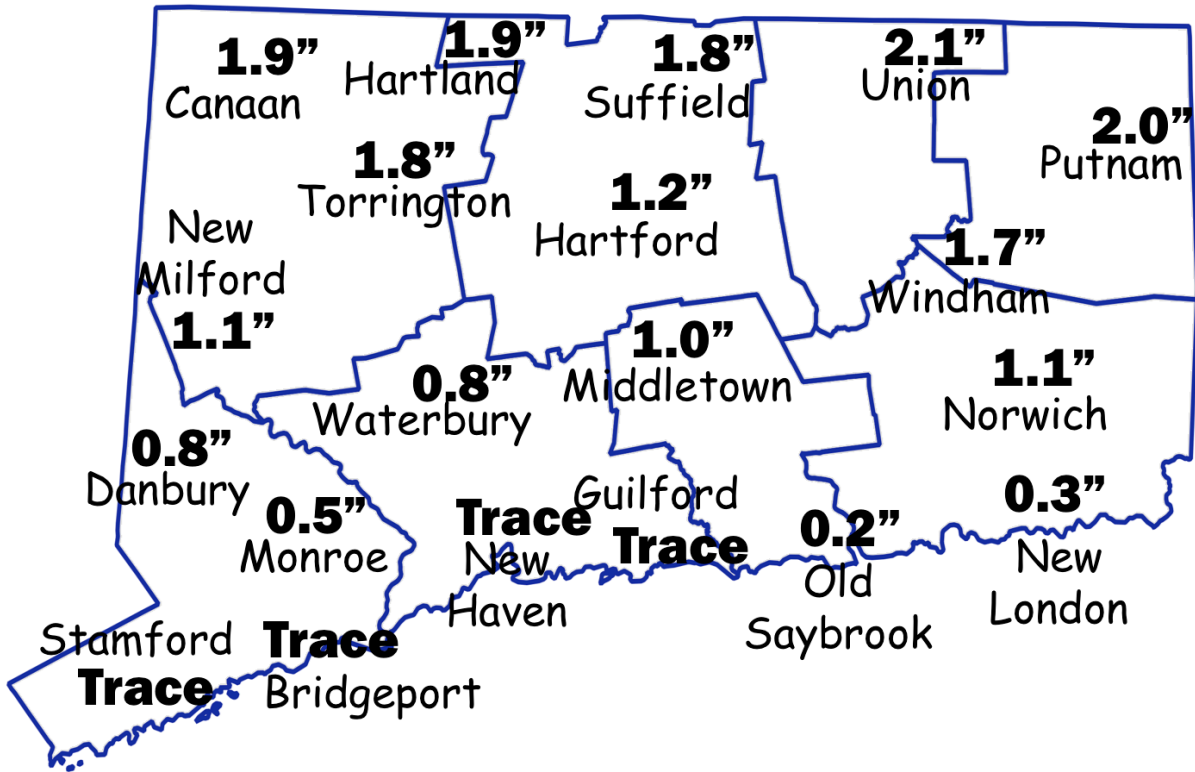 1.9”
Canaan
1.9”
Hartland
1.8”
Suffield
2.1”
Union
2.0”
Putnam
1.8”
Torrington
1.2”
Hartford
New
Milford
1.1”
1.7”
Windham
0.8”
Waterbury
1.0”
Middletown
1.1”
Norwich
0.8”
Danbury
0.5”
Monroe
Trace
New
Haven
Guilford
Trace
0.2”
Old
Saybrook
0.3”
New
London
Stamford
Trace
Trace
Bridgeport